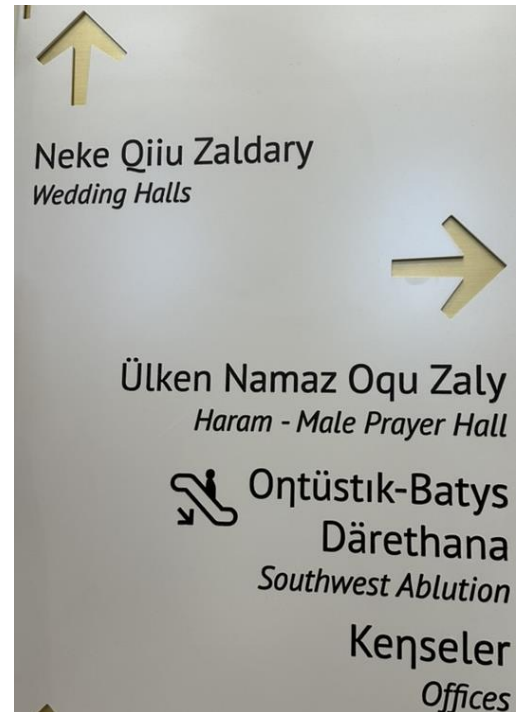 Neke Qiiu Zaldary
Wedding Halls
Ülken Namaz Oqu Zaly
Haram - Male Prayer Hall
Oŋtüstık-Batys
Därethana
Southwest Ablution
Keŋseler
Offices